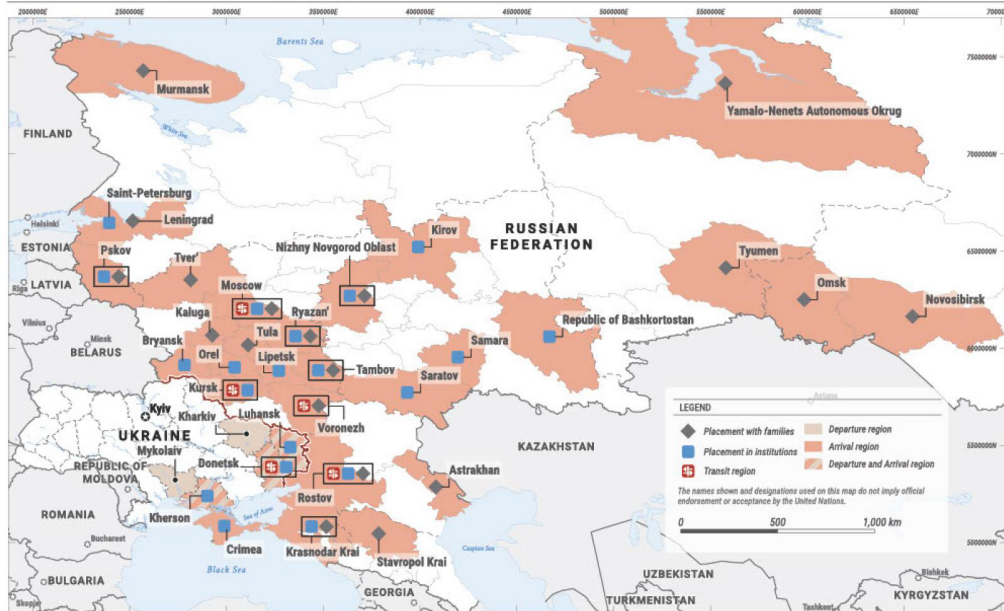 2000000E 2500000E 3000000E 3500000E 4000000E 4500000E 5000000E 5500000E 6000000E 6500000E 70000
Barents Sea
7500000N
Murmansk
Yamalo-Nenets Autonomous Okrug
White Sea
FINLAND
7000000N
Saint-Petersburg
Helsinki
Leningrad
RUSSIAN
FEDERATION
Kirov
ESTONIA
Pskov
Nizhny Novgorod Oblast
Tver'
Tyumen
6500000N
Riga
LATVIA
Moscow
Omsk
Novosibirsk
Kaluga
Tula
Ryazan'
Republic of Bashkortostan
Vilnius
Minsk
Bryansk
Samara
6000000N
BELARUS
Orel
Lipetsk
Tambov
Saratov
Kursk
Astana
Kyiv
Kharkiv
Luhansk
Voronezh
UKRAINE
KAZAKHSTAN
Mykolaiv
Donetsk
REPUBLIC OF
MOLDOVA
Astrakhan
5500000N
Rostov
ROMANIA
Kherson
Sea of Azov
Bucharest
Crimea
Krasnodar Krai
Stavropol Krai
Caspian Sea
5000000N
Black Sea
BULGARIA
GEORGIA
UZBEKISTAN
Bishkek
KYRGYZSTAN
Skopje
TURKMENISTAN
Tashkent
LEGEND
Placement with families
Departure region
Placement in institutions
Arrival region
Transit region
Departure and Arrival region
The names shown and designations used on this map do not imply official
endorsement or acceptance by the United Nations.
0 500 1,000 km